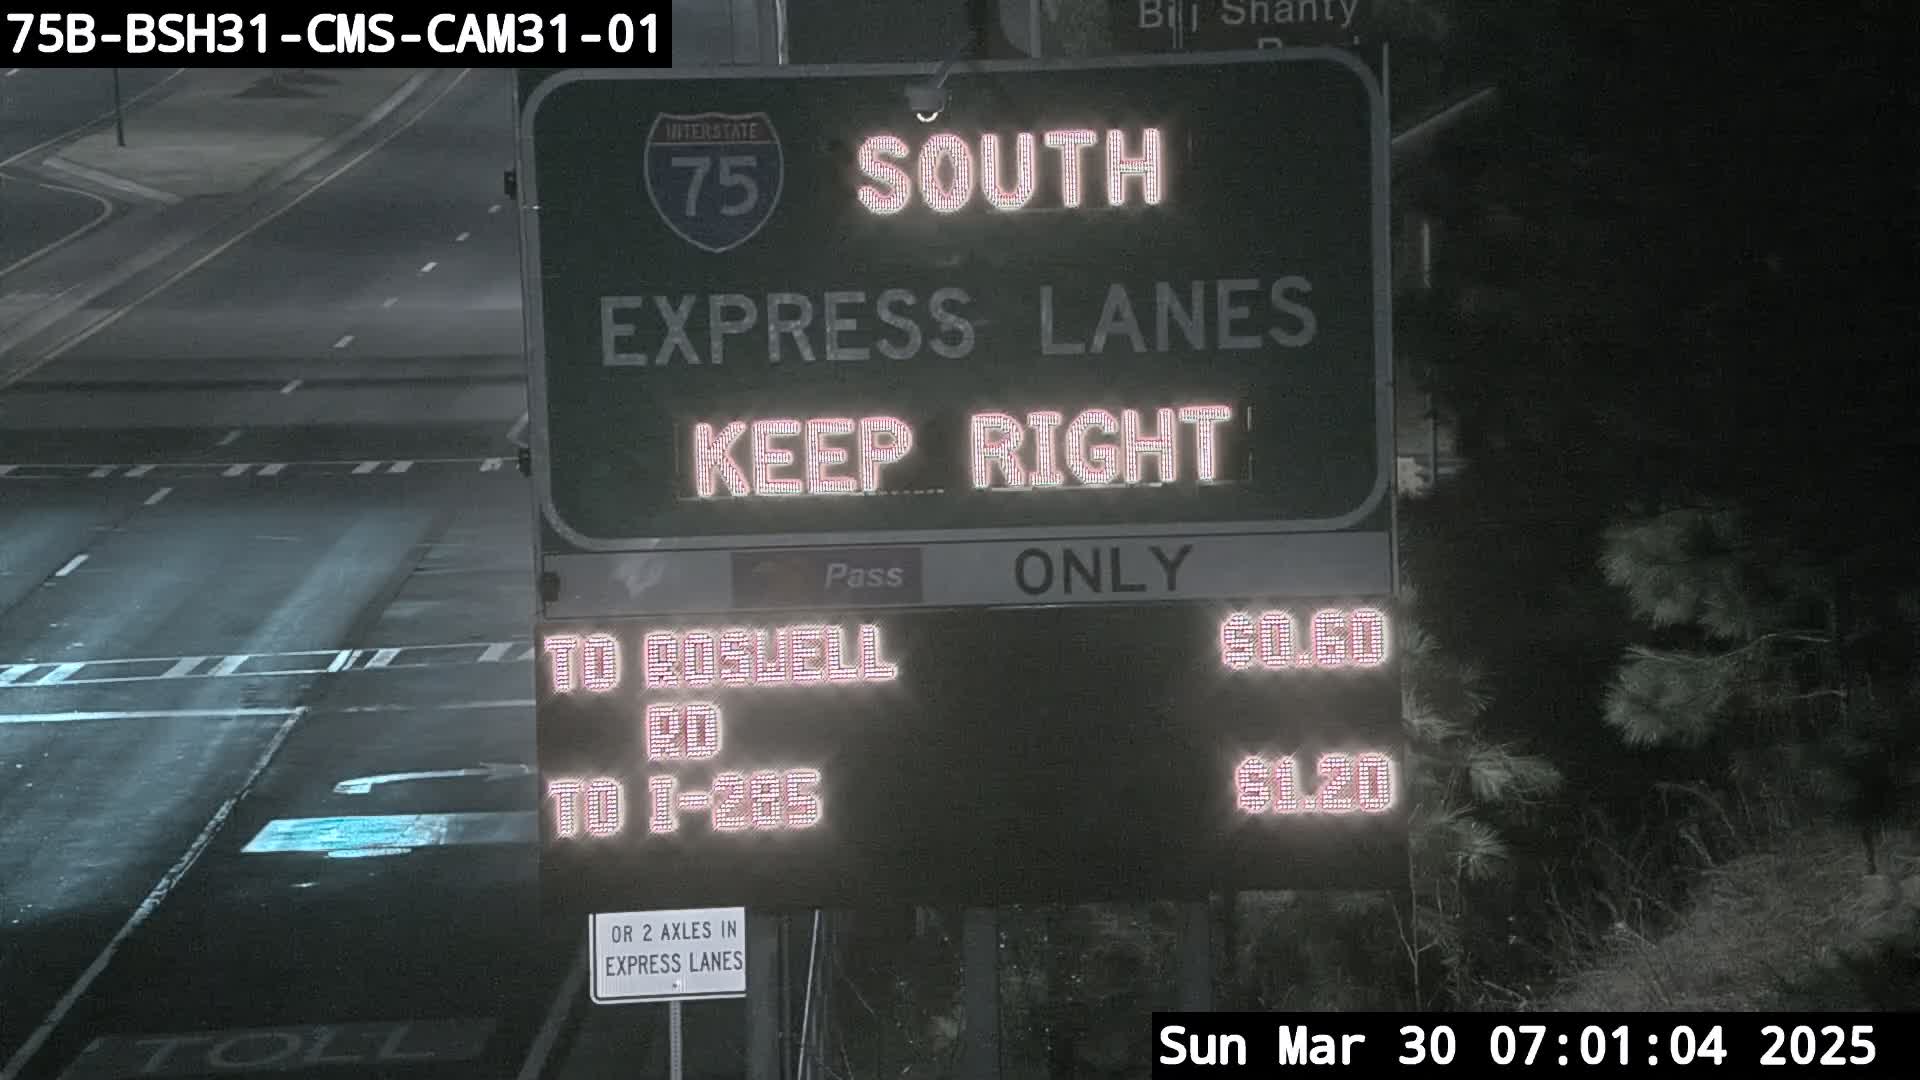 75B-BSH31-CMS-CAM31-01
Shanty
INTERSTATE
75
SOUTH
EXPRESS LANES
KEEP RIGHT
Pass ONLY
TO ROSWELL $0.60
RD
TO I-285 $1.20
OR 2 AXLES IN
EXPRESS LANES
TOLL
Sun Mar 30 07:01:04 2025